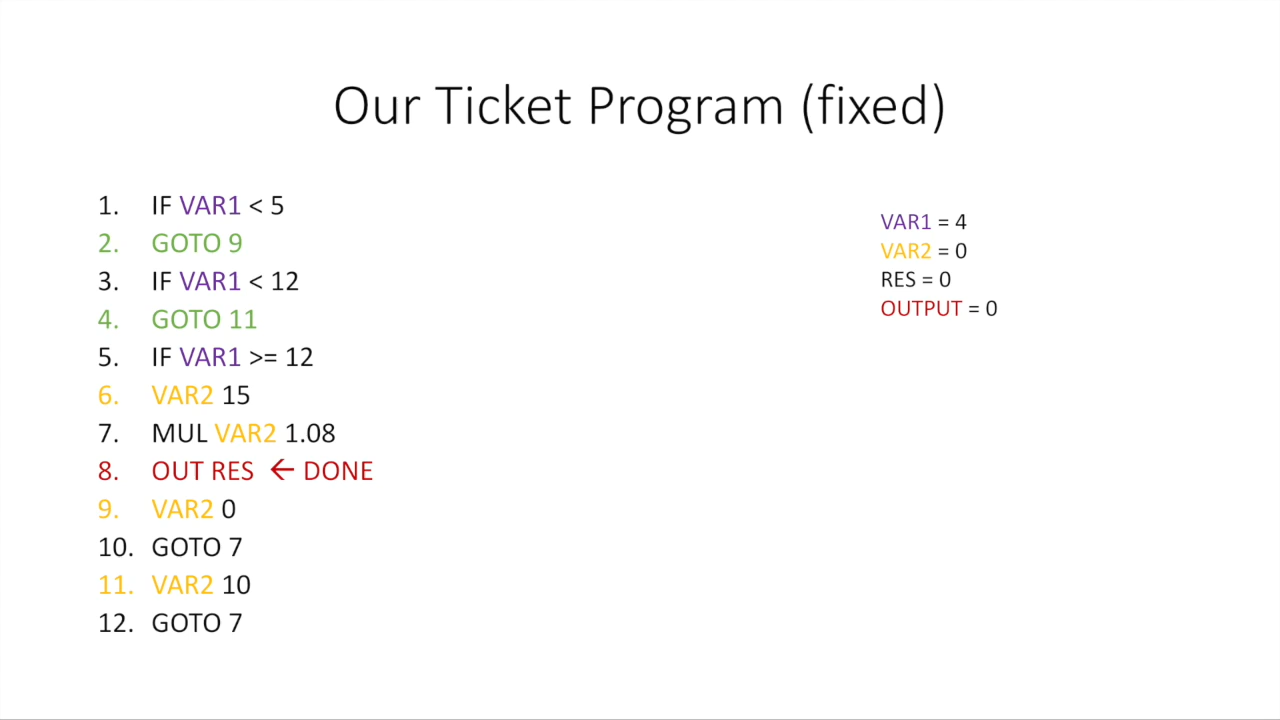 Our Ticket Program (fixed)
1. IF VAR1 < 5
2. GOTO 9
3. IF VAR1 < 12
4. GOTO 11
5. IF VAR1 >= 12
6. VAR2 15
7. MUL VAR2 1.08
8. OUT RES ← DONE
9. VAR2 0
10. GOTO 7
11. VAR2 10
12. GOTO 7
VAR1 = 4
VAR2 = 0
RES = 0
OUTPUT = 0